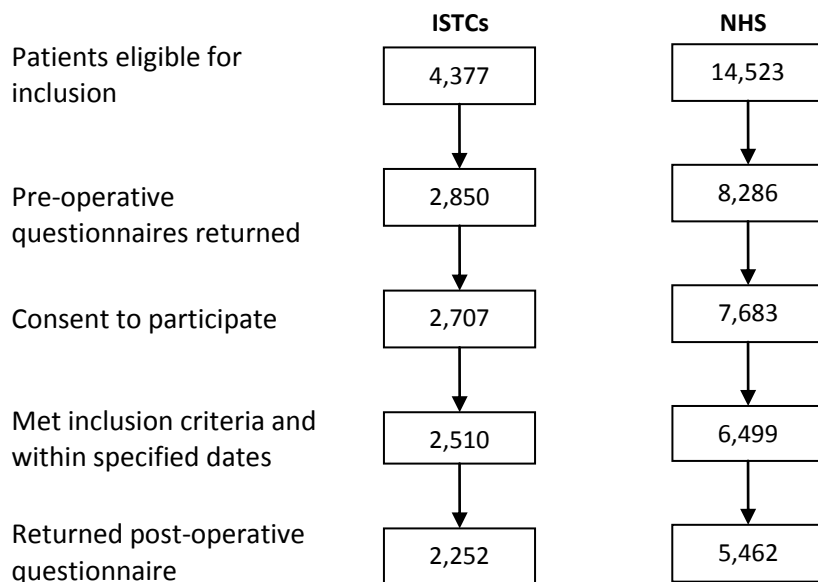 ISTCs NHS
Patients eligible for
inclusion
4,377 14,523
Pre-operative
questionnaires returned
2,850 8,286
Consent to participate
2,707 7,683
Met inclusion criteria and
within specified dates
2,510 6,499
Returned post-operative
questionnaire
2,252 5,462